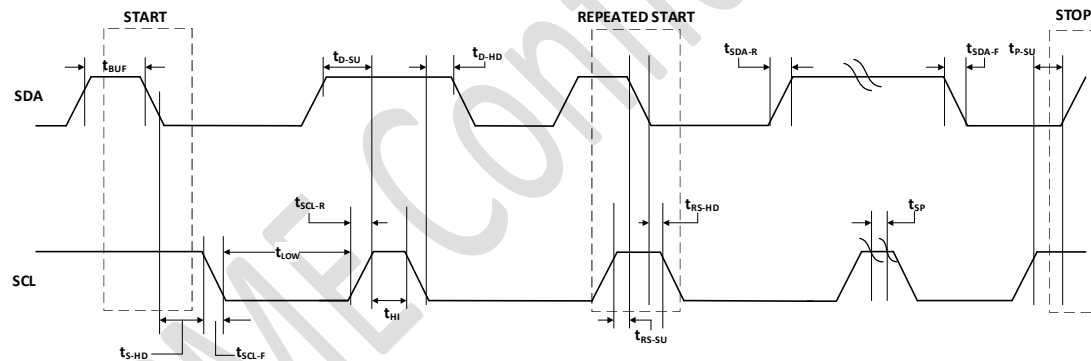 START
REPEATED START
STOP
tBUF
tD-SU
tD-HD
tSDA-R
tSDA-F
tP-SU
SDA
tSCL-R
tRS-HD
tSP
tLOW
SCL
tHI
tRS-SU
tS-HD
tSCL-F